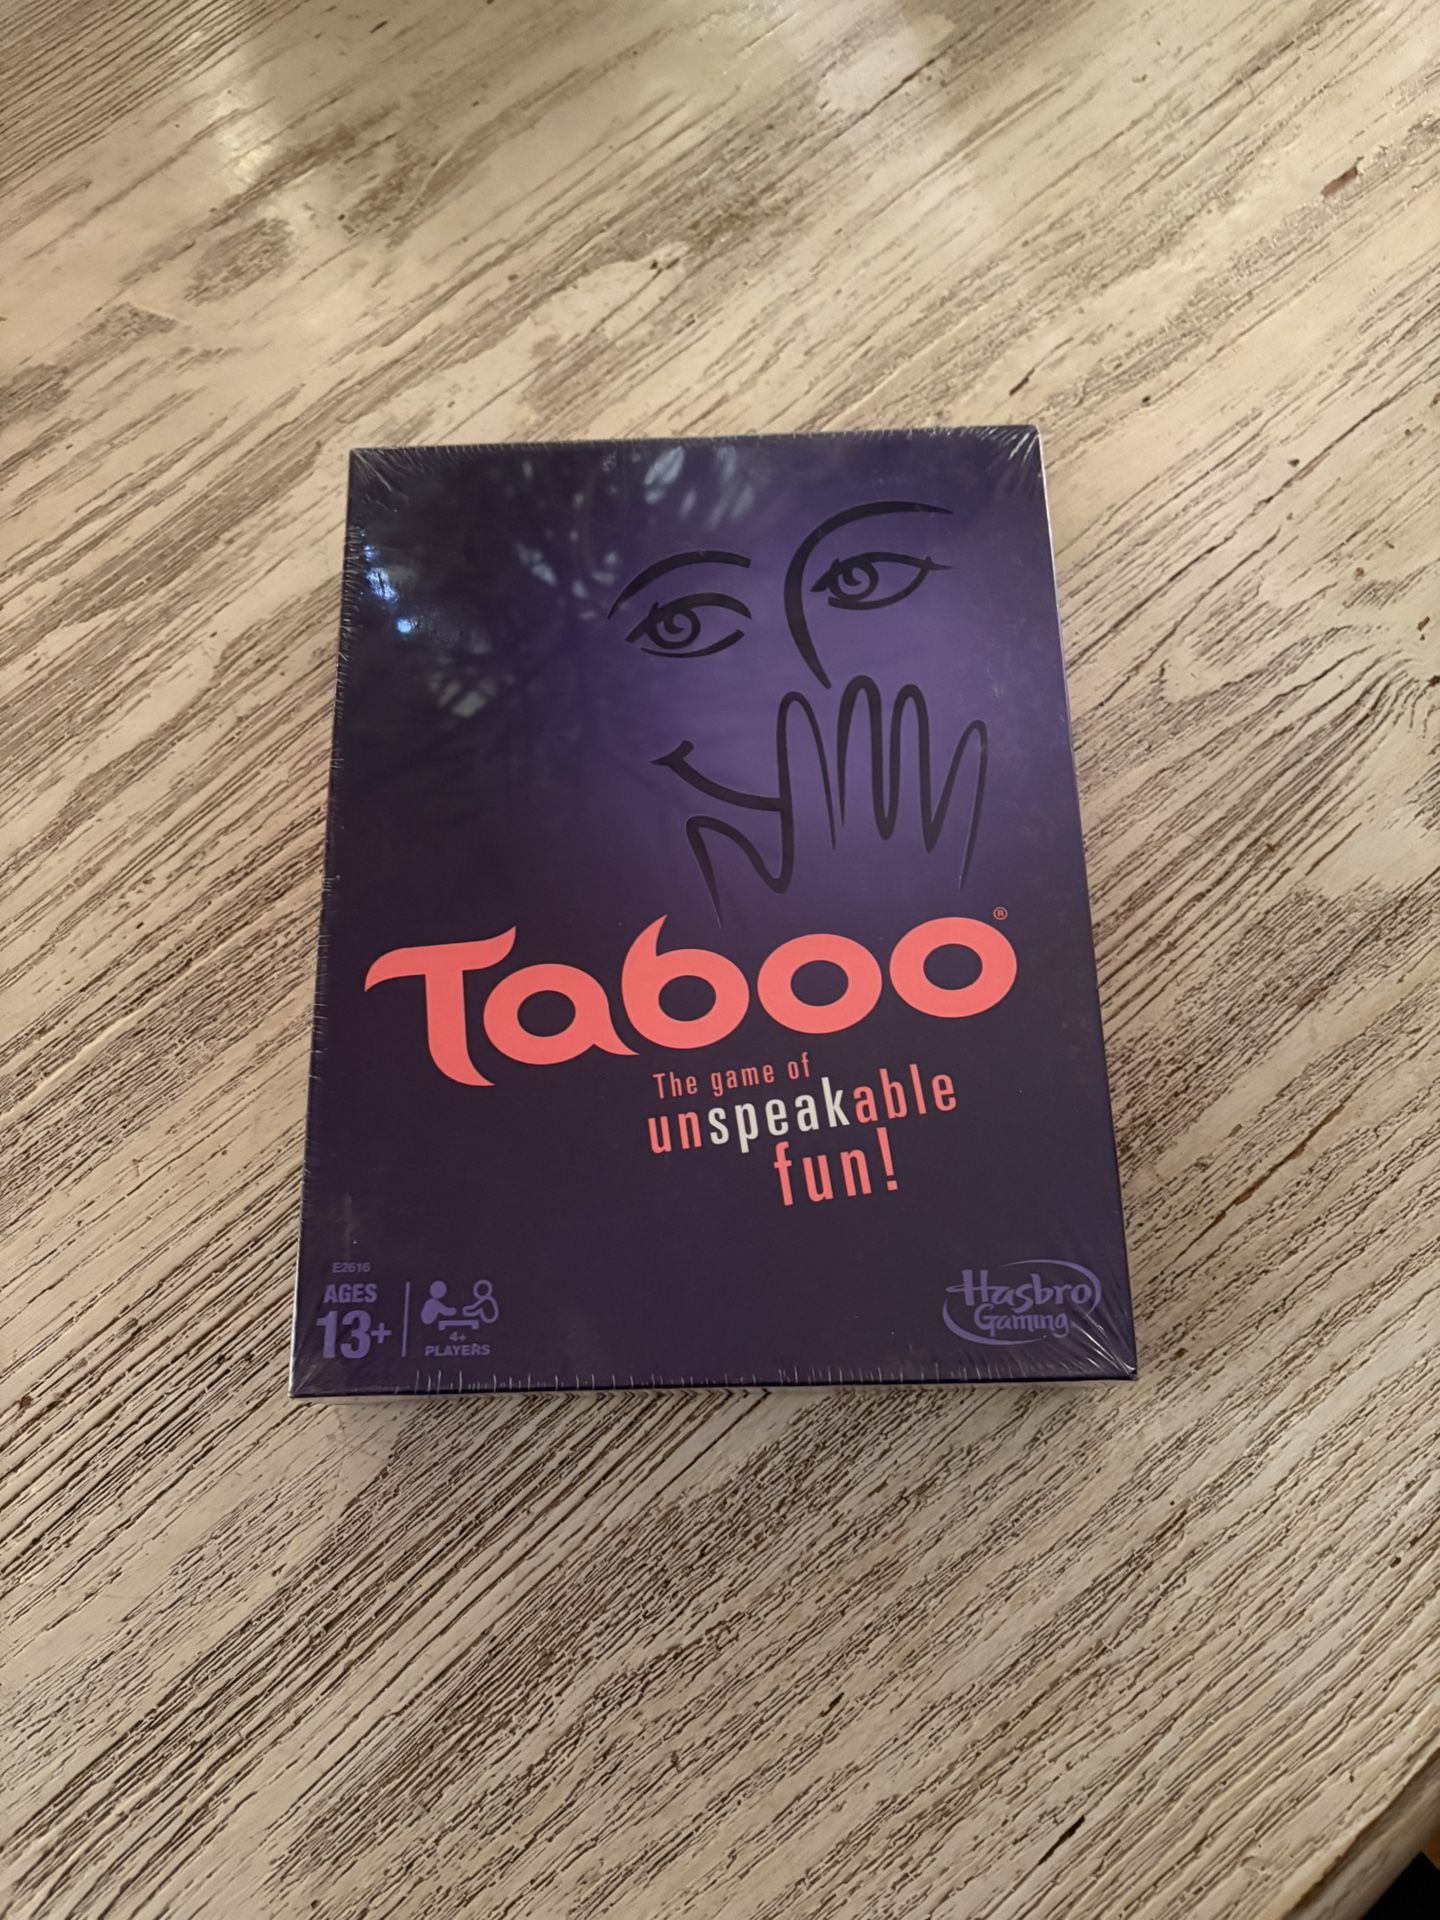 Taboo®
The game of
unspeakable
fun!
E2616
AGES
13+
4+
PLAYERS
Hasbro
Gaming